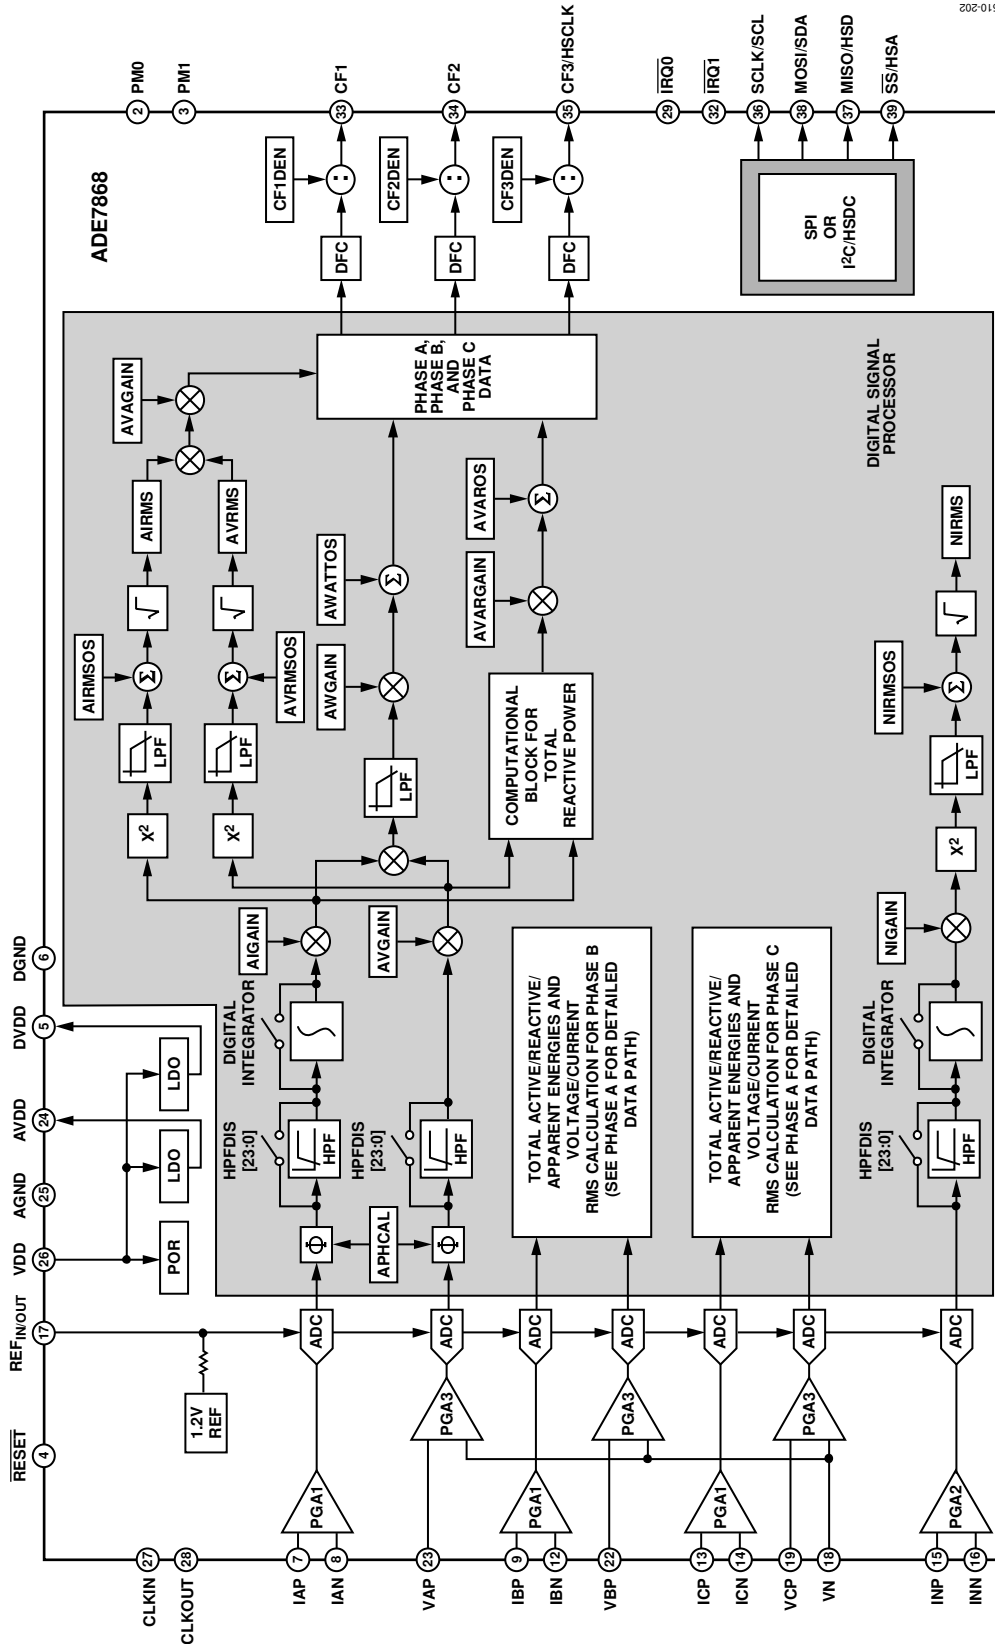 RESET
REFIN/OUT
VDD
AGND
AVDD
DVDD
DGND
4
17
26
25
24
5
6
CLKIN
27
CLKOUT
28
1.2V
REF
POR
LDO
LDO
ADE7868
2
PM0
3
PM1
IAP
7
IAN
8
PGA1
ADC
Φ
HPFDIS
[23:0]
HPF
DIGITAL
INTEGRATOR
AIGAIN
X2
LPF
AIRMSOS
Σ
√
AIRMS
AVAGAIN
X2
LPF
AVRMSOS
Σ
√
AVRMS
APHCAL
VAP
23
PGA3
ADC
Φ
HPFDIS
[23:0]
HPF
AVGAIN
LPF
AWGAIN
AWATTOS
Σ
COMPUTATIONAL
BLOCK FOR
TOTAL
REACTIVE POWER
AVARGAIN
AVAROS
Σ
PHASE A,
PHASE B,
AND
PHASE C
DATA
DFC
CF1DEN
:
33
CF1
DFC
CF2DEN
:
34
CF2
DFC
CF3DEN
:
35
CF3/HSCLK
IBP
9
IBN
12
PGA1
ADC
VBP
22
PGA3
ADC
TOTAL ACTIVE/REACTIVE/
APPARENT ENERGIES AND
VOLTAGE/CURRENT
RMS CALCULATION FOR PHASE B
(SEE PHASE A FOR DETAILED
DATA PATH)
29
IRQ0
32
IRQ1
ICP
13
ICN
14
PGA1
ADC
VCP
19
VN
18
PGA3
ADC
TOTAL ACTIVE/REACTIVE/
APPARENT ENERGIES AND
VOLTAGE/CURRENT
RMS CALCULATION FOR PHASE C
(SEE PHASE A FOR DETAILED
DATA PATH)
SPI
OR
I2C/HSDC
36
SCLK/SCL
38
MOSI/SDA
37
MISO/HSD
39
SS/HSA
DIGITAL SIGNAL
PROCESSOR
INP
15
INN
16
PGA2
ADC
HPFDIS
[23:0]
HPF
DIGITAL
INTEGRATOR
NIGAIN
X2
LPF
NIRMSOS
Σ
√
NIRMS